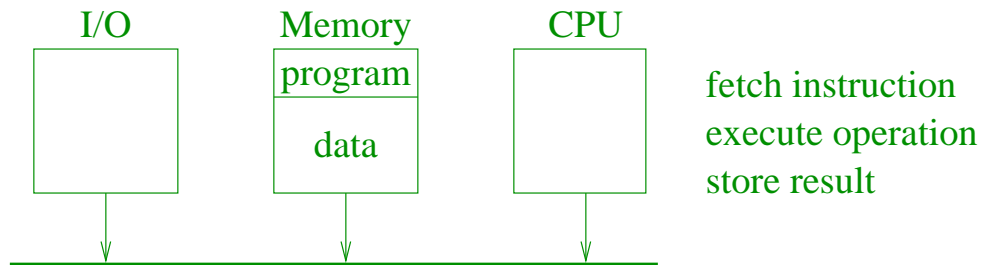 I/O Memory CPU
program
data
fetch instruction
execute operation
store result